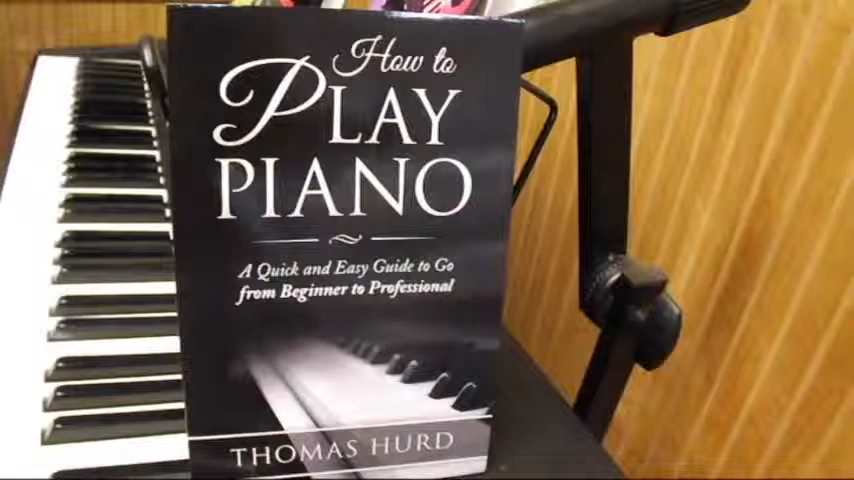 How to
PLAY
PIANO
A Quick and Easy Guide to Go
from Beginner to Professional
THOMAS HURD